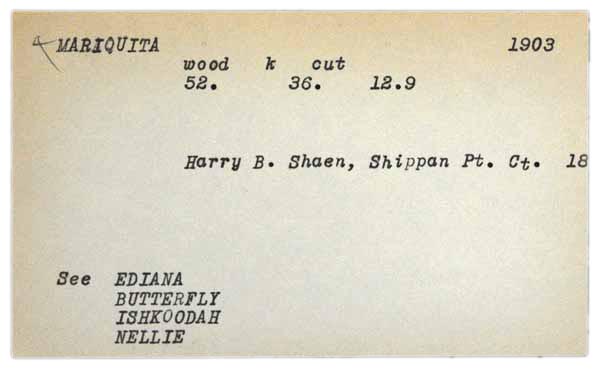 MARIQUITA 1903
wood k cut
52. 36. 12.9
Harry B. Shaen, Shippan Pt. Ct. 18
See EDIANA
BUTTERFLY
ISHKOODAH
NELLIE